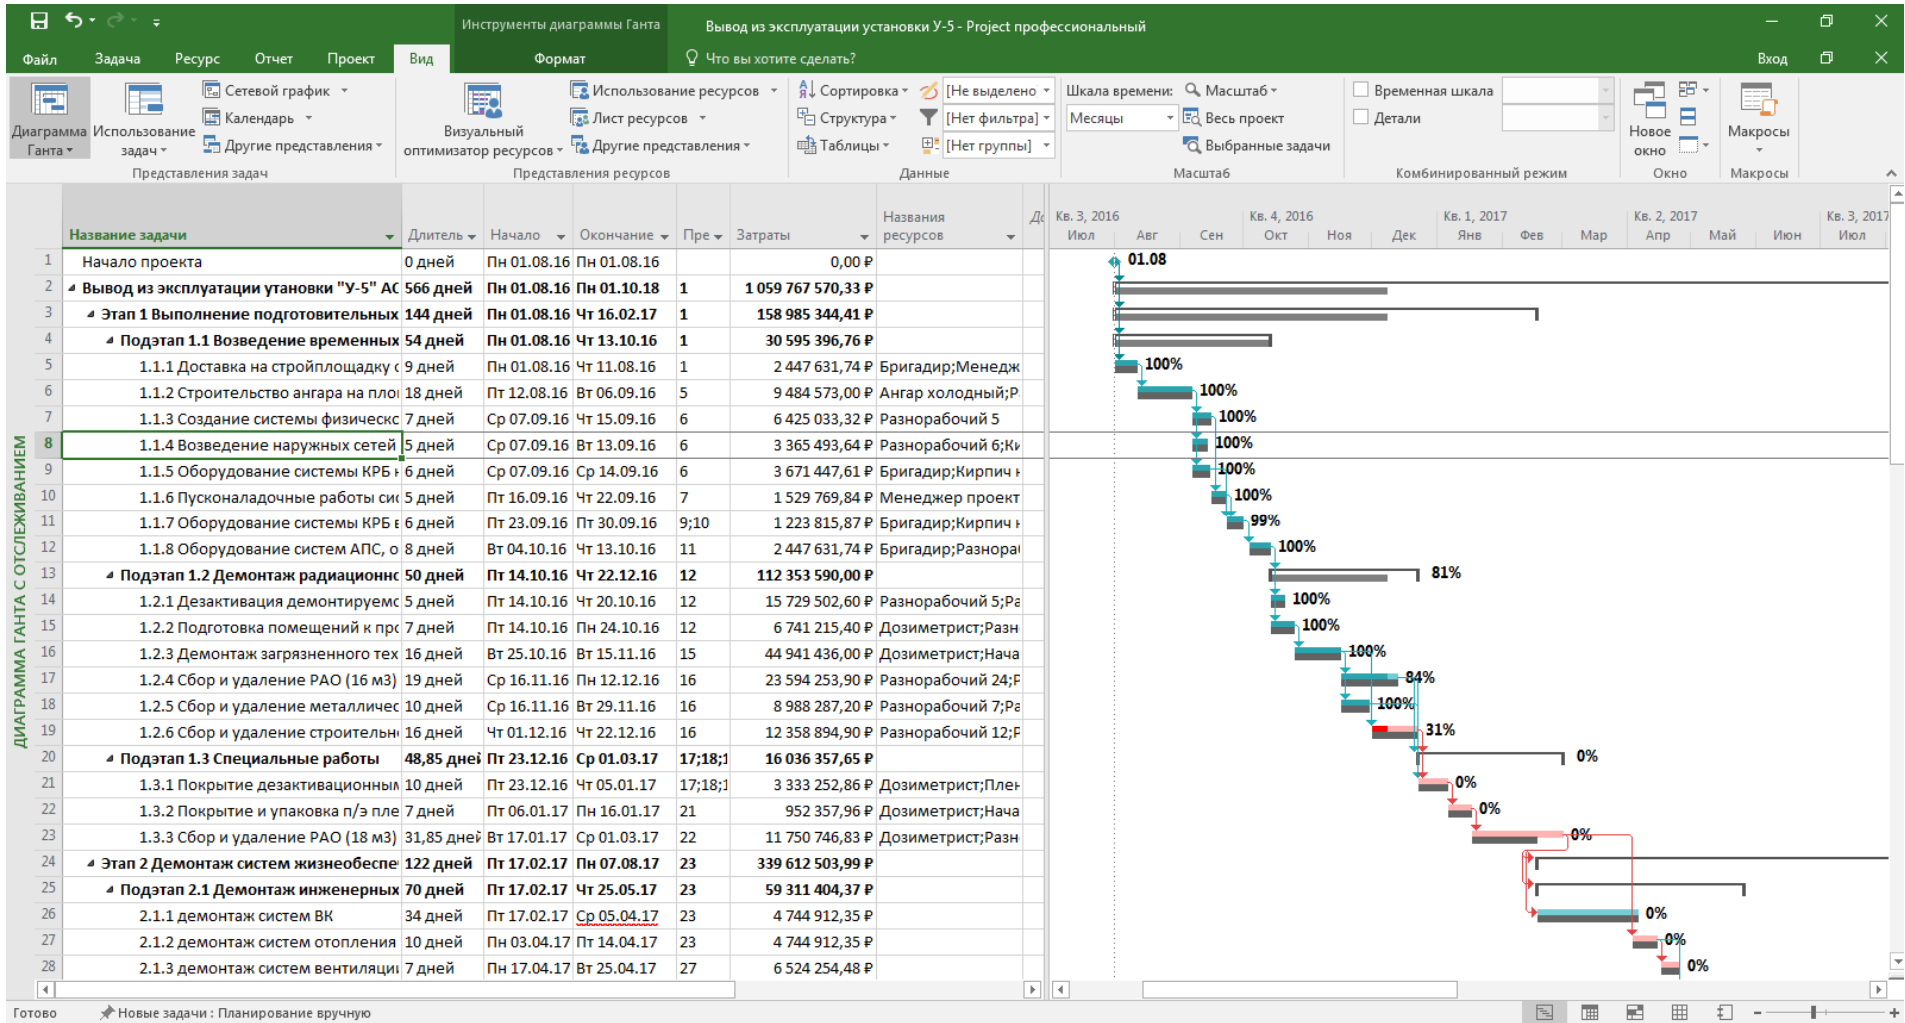 Инструменты диаграммы Ганта
Вывод из эксплуатации установки У-5 - Project профессиональный
Файл Задача Ресурс Отчет Проект Вид Формат Что вы хотите сделать? Вход
Диаграмма Ганта
Использование задач
Сетевой график
Календарь
Другие представления
Представления задач
Визуальный оптимизатор ресурсов
Использование ресурсов
Лист ресурсов
Другие представления
Представления ресурсов
Сортировка
Структура
Таблицы
[Не выделено
[Нет фильтра]
[Нет группы]
Данные
Шкала времени:
Месяцы
Масштаб
Весь проект
Выбранные задачи
Масштаб
Временная шкала
Детали
Комбинированный режим
Новое окно
Окно
Макросы
Макросы
ДИАГРАММА ГАНТА С ОТСЛЕЖИВАНИЕМ
Название задачи Длитель Начало Окончание Пре Затраты Названия ресурсов До
Кв. 3, 2016 Кв. 4, 2016 Кв. 1, 2017 Кв. 2, 2017 Кв. 3, 2017
Июл Авг Сен Окт Ноя Дек Янв Фев Мар Апр Май Июн Июл
1 Начало проекта 0 дней Пн 01.08.16 Пн 01.08.16 0,00 ₽ 01.08
2 Вывод из эксплуатации утановки "У-5" АС 566 дней Пн 01.08.16 Пн 01.10.18 1 1 059 767 570,33 ₽
3 Этап 1 Выполнение подготовительных 144 дней Пн 01.08.16 Чт 16.02.17 1 158 985 344,41 ₽
4 Подэтап 1.1 Возведение временных 54 дней Пн 01.08.16 Чт 13.10.16 1 30 595 396,76 ₽
5 1.1.1 Доставка на стройплощадку с 9 дней Пн 01.08.16 Чт 11.08.16 1 2 447 631,74 ₽ Бригадир;Менедж 100%
6 1.1.2 Строительство ангара на пло 18 дней Пт 12.08.16 Вт 06.09.16 5 9 484 573,00 ₽ Ангар холодный;Р 100%
7 1.1.3 Создание системы физическо 7 дней Ср 07.09.16 Чт 15.09.16 6 6 425 033,32 ₽ Разнорабочий 5 100%
8 1.1.4 Возведение наружных сетей 5 дней Ср 07.09.16 Вт 13.09.16 6 3 365 493,64 ₽ Разнорабочий 6;Ки 100%
9 1.1.5 Оборудование системы КРБ н 6 дней Ср 07.09.16 Ср 14.09.16 6 3 671 447,61 ₽ Бригадир;Кирпич к 100%
10 1.1.6 Пусконаладочные работы сис 5 дней Пт 16.09.16 Чт 22.09.16 7 1 529 769,84 ₽ Менеджер проект 100%
11 1.1.7 Оборудование системы КРБ в 6 дней Пт 23.09.16 Пт 30.09.16 9;10 1 223 815,87 ₽ Бригадир;Кирпич к 99%
12 1.1.8 Оборудование систем АПС, о 8 дней Вт 04.10.16 Чт 13.10.16 11 2 447 631,74 ₽ Бригадир;Разнора 100%
13 Подэтап 1.2 Демонтаж радиационно 50 дней Пт 14.10.16 Чт 22.12.16 12 112 353 590,00 ₽ 81%
14 1.2.1 Дезактивация демонтируемо 5 дней Пт 14.10.16 Чт 20.10.16 12 15 729 502,60 ₽ Разнорабочий 5;Ра 100%
15 1.2.2 Подготовка помещений к про 7 дней Пт 14.10.16 Пн 24.10.16 12 6 741 215,40 ₽ Дозиметрист;Разн 100%
16 1.2.3 Демонтаж загрязненного тех 16 дней Вт 25.10.16 Вт 15.11.16 15 44 941 436,00 ₽ Дозиметрист;Нача 100%
17 1.2.4 Сбор и удаление РАО (16 м3) 19 дней Ср 16.11.16 Пн 12.12.16 16 23 594 253,90 ₽ Разнорабочий 24;Р 84%
18 1.2.5 Сбор и удаление металличес 10 дней Ср 16.11.16 Вт 29.11.16 16 8 988 287,20 ₽ Разнорабочий 7;Ра 100%
19 1.2.6 Сбор и удаление строительн 16 дней Чт 01.12.16 Чт 22.12.16 16 12 358 894,90 ₽ Разнорабочий 12;Р 31%
20 Подэтап 1.3 Специальные работы 48,85 дней Пт 23.12.16 Ср 01.03.17 17;18;1 16 036 357,65 ₽ 0%
21 1.3.1 Покрытие дезактивационным 10 дней Пт 23.12.16 Чт 05.01.17 17;18;1 3 333 252,86 ₽ Дозиметрист;Плен 0%
22 1.3.2 Покрытие и упаковка п/э пле 7 дней Пт 06.01.17 Пн 16.01.17 21 952 357,96 ₽ Дозиметрист;Нача 0%
23 1.3.3 Сбор и удаление РАО (18 м3) 31,85 дней Вт 17.01.17 Ср 01.03.17 22 11 750 746,83 ₽ Дозиметрист;Разн 0%
24 Этап 2 Демонтаж систем жизнеобеспе 122 дней Пт 17.02.17 Пн 07.08.17 23 339 612 503,99 ₽
25 Подэтап 2.1 Демонтаж инженерных 70 дней Пт 17.02.17 Чт 25.05.17 23 59 311 404,37 ₽
26 2.1.1 демонтаж систем ВК 34 дней Пт 17.02.17 Ср 05.04.17 23 4 744 912,35 ₽ 0%
27 2.1.2 демонтаж систем отопления 10 дней Пн 03.04.17 Пт 14.04.17 23 4 744 912,35 ₽ 0%
28 2.1.3 демонтаж систем вентиляци 7 дней Пн 17.04.17 Вт 25.04.17 27 6 524 254,48 ₽ 0%
Готово Новые задачи : Планирование вручную